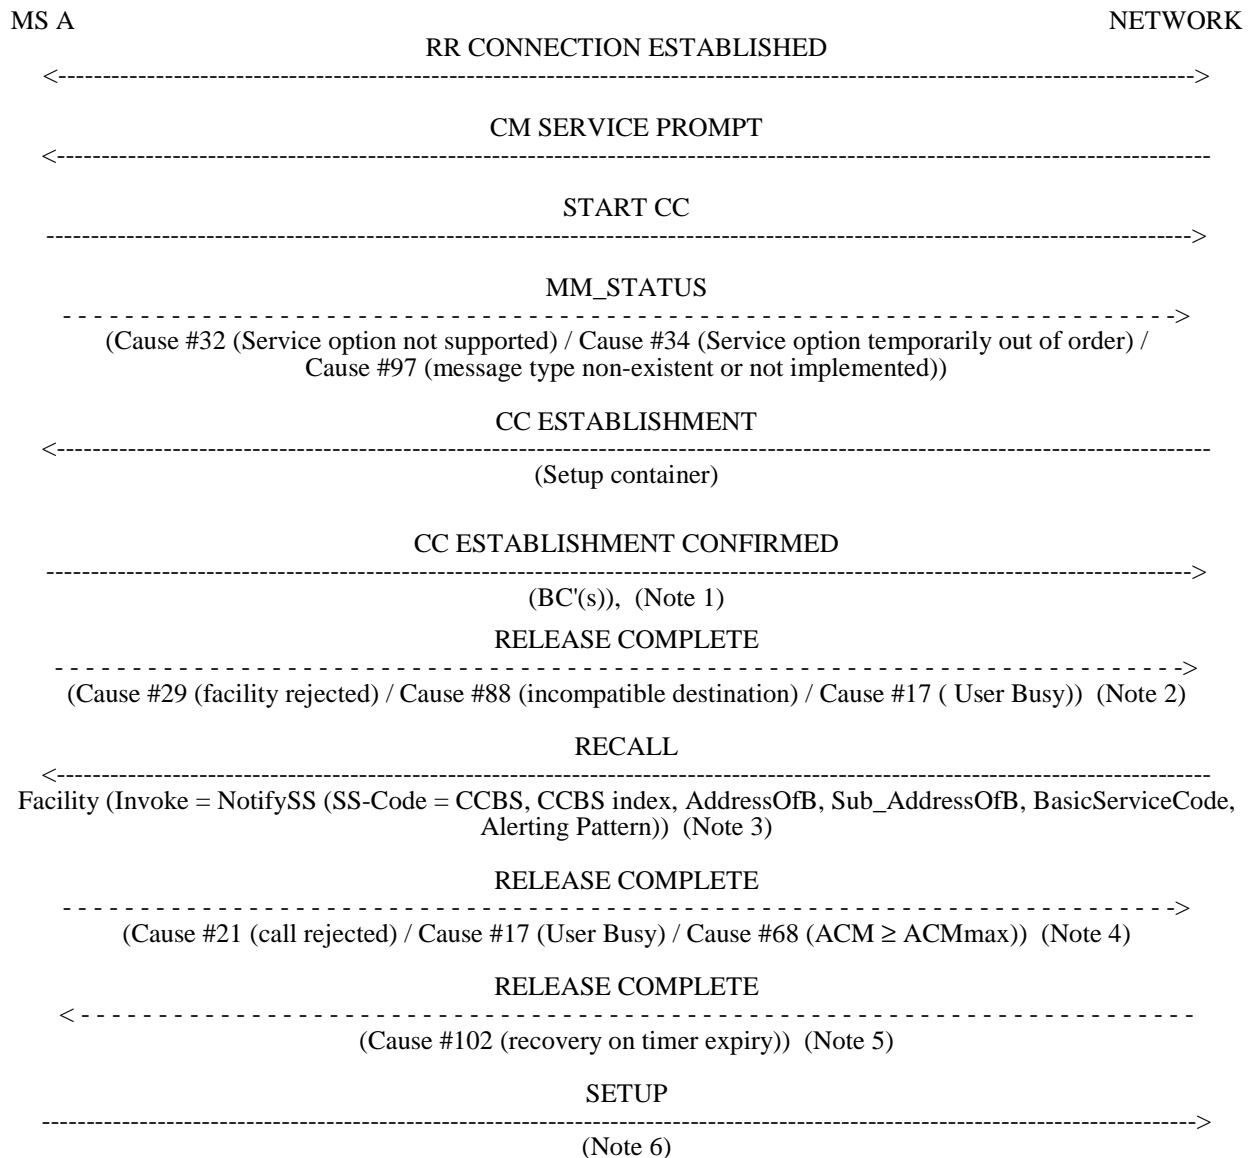 MS A NETWORK
RR CONNECTION ESTABLISHED
CM SERVICE PROMPT
START CC
MM_STATUS
(Cause #32 (Service option not supported) / Cause #34 (Service option temporarily out of order) /
Cause #97 (message type non-existent or not implemented))
CC ESTABLISHMENT
(Setup container)
CC ESTABLISHMENT CONFIRMED
(BC'(s)), (Note 1)
RELEASE COMPLETE
(Cause #29 (facility rejected) / Cause #88 (incompatible destination) / Cause #17 ( User Busy)) (Note 2)
RECALL
Facility (Invoke = NotifySS (SS-Code = CCBS, CCBS index, AddressOfB, Sub_AddressOfB, BasicServiceCode,
Alerting Pattern)) (Note 3)
RELEASE COMPLETE
(Cause #21 (call rejected) / Cause #17 (User Busy) / Cause #68 (ACM ≥ ACMmax)) (Note 4)
RELEASE COMPLETE
(Cause #102 (recovery on timer expiry)) (Note 5)
SETUP
(Note 6)